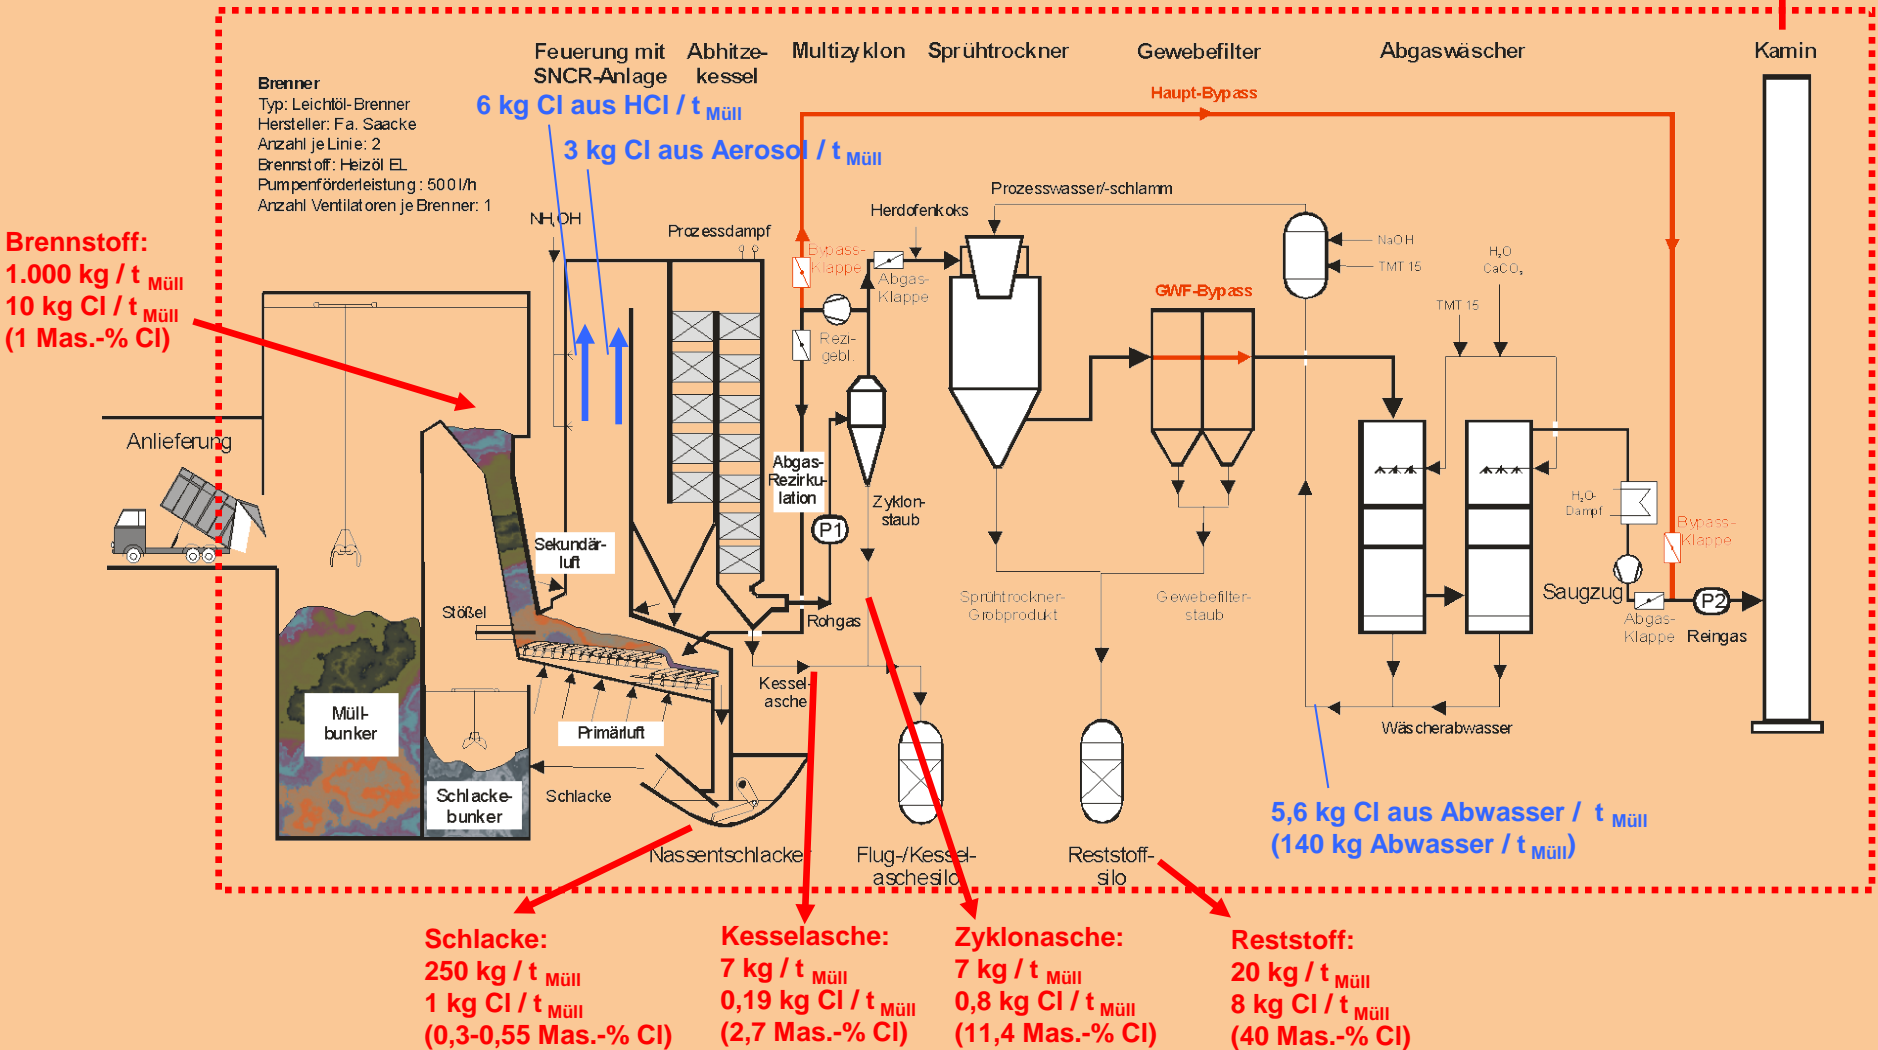 Feuerung mit
SNCR-Anlage
Abhitze-
kessel
Multizyklon
Sprühtrockner
Gewebefilter
Abgaswäscher
Kamin
Brenner
Typ: Leichtöl-Brenner
Hersteller: Fa. Saacke
Anzahl je Linie: 2
Brennstoff: Heizöl EL
Pumpenförderleistung : 500 l/h
Anzahl Ventilatoren je Brenner: 1
6 kg Cl aus HCl / t Müll
3 kg Cl aus Aerosol / t Müll
Haupt-Bypass
Brennstoff:
1.000 kg / t Müll
10 kg Cl / t Müll
(1 Mas.-% Cl)
NH₄OH
Prozessdampf
Herdofenkoks
Prozesswasser/-schlamm
Bypass-
Klappe
Abgas-
Klappe
Rezi-
gebl.
GWF-Bypass
NaOH
TMT 15
H₂O
CaCO₃
TMT 15
Anlieferung
Abgas-
Rezirku-
lation
Zyklon-
staub
P1
H₂O-
Dampf
Bypass-
Klappe
Sekundär-
luft
Stößel
Rohgas
Sprühtrockner-
Grobprodukt
Gewebefilter-
staub
Saugzug
Abgas-
Klappe
P2
Reingas
Kessel-
asche
Müll-
bunker
Primärluft
Wäscherabwasser
Schlacke-
bunker
Schlacke
5,6 kg Cl aus Abwasser / t Müll
(140 kg Abwasser / t Müll)
Nassentschlacker
Flug-/Kessel-
aschesilo
Reststoff-
silo
Schlacke:
250 kg / t Müll
1 kg Cl / t Müll
(0,3-0,55 Mas.-% Cl)
Kesselasche:
7 kg / t Müll
0,19 kg Cl / t Müll
(2,7 Mas.-% Cl)
Zyklonasche:
7 kg / t Müll
0,8 kg Cl / t Müll
(11,4 Mas.-% Cl)
Reststoff:
20 kg / t Müll
8 kg Cl / t Müll
(40 Mas.-% Cl)